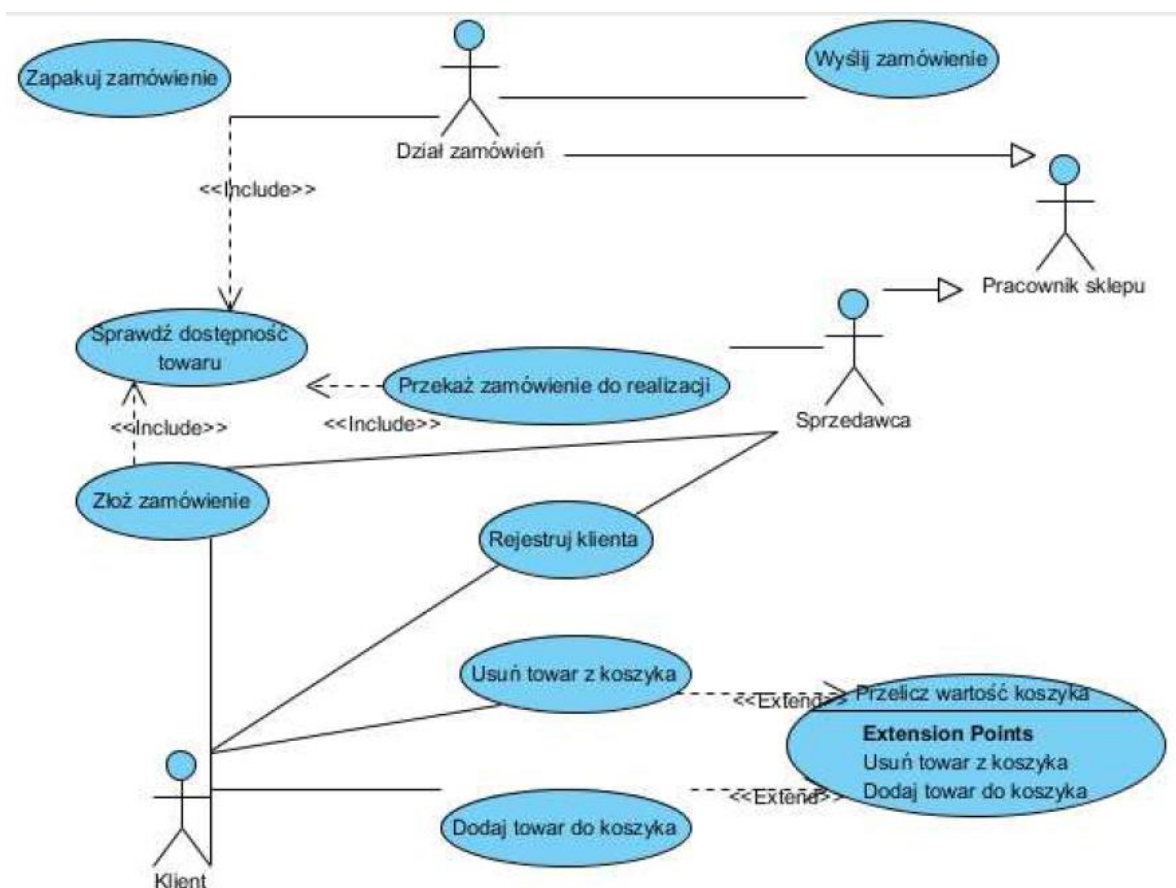 Zapakuj zamówienie
Wyślij zamówienie
Dział zamówień
<<Include>>
Pracownik sklepu
Sprawdź dostępność
towaru
Przekaż zamówienie do realizacji
<<Include>>
<<Include>>
Sprzedawca
Złóż zamówienie
Rejestruj klienta
Usuń towar z koszyka
<<Extend>>
Przelicz wartość koszyka
Extension Points
Usuń towar z koszyka
Dodaj towar do koszyka
<<Extend>>
Dodaj towar do koszyka
Klient